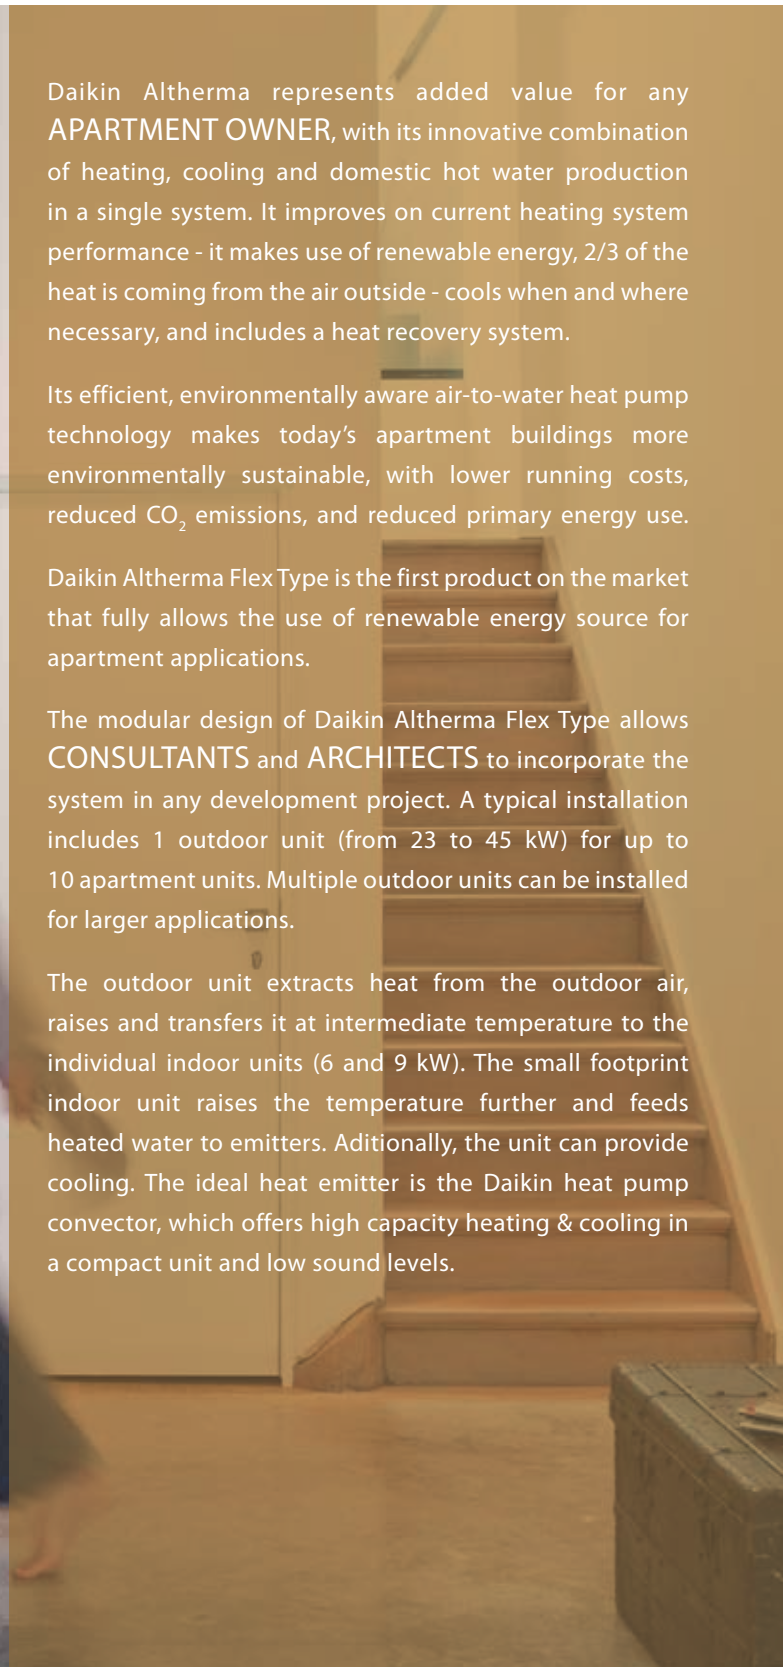 Daikin Altherma represents added value for any
APARTMENT OWNER, with its innovative combination
of heating, cooling and domestic hot water production
in a single system. It improves on current heating system
performance - it makes use of renewable energy, 2/3 of the
heat is coming from the air outside - cools when and where
necessary, and includes a heat recovery system.
Its efficient, environmentally aware air-to-water heat pump
technology makes today's apartment buildings more
environmentally sustainable, with lower running costs,
reduced CO₂ emissions, and reduced primary energy use.
Daikin Altherma Flex Type is the first product on the market
that fully allows the use of renewable energy source for
apartment applications.
The modular design of Daikin Altherma Flex Type allows
CONSULTANTS and ARCHITECTS to incorporate the
system in any development project. A typical installation
includes 1 outdoor unit (from 23 to 45 kW) for up to
10 apartment units. Multiple outdoor units can be installed
for larger applications.
The outdoor unit extracts heat from the outdoor air,
raises and transfers it at intermediate temperature to the
individual indoor units (6 and 9 kW). The small footprint
indoor unit raises the temperature further and feeds
heated water to emitters. Aditionally, the unit can provide
cooling. The ideal heat emitter is the Daikin heat pump
convector, which offers high capacity heating & cooling in
a compact unit and low sound levels.